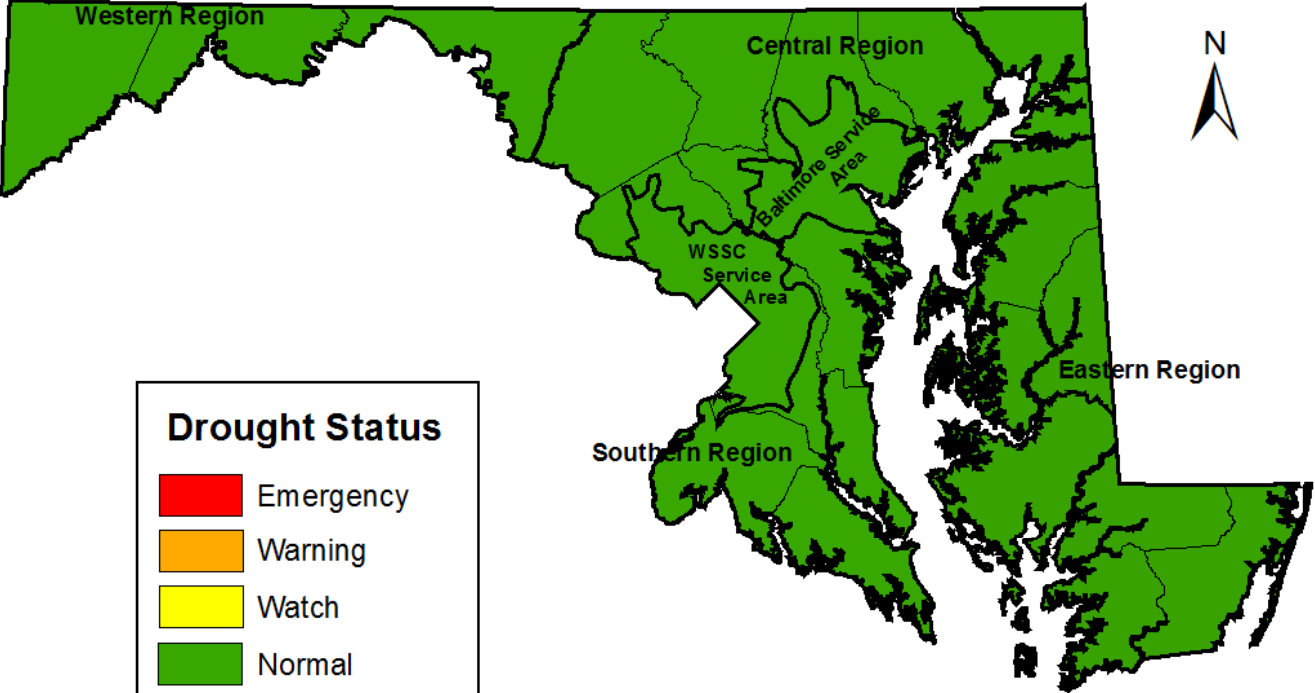 Western Region
Central Region
N
Baltimore Service
Area
WSSC
Service
Area
Eastern Region
Southern Region
Drought Status
Emergency
Warning
Watch
Normal